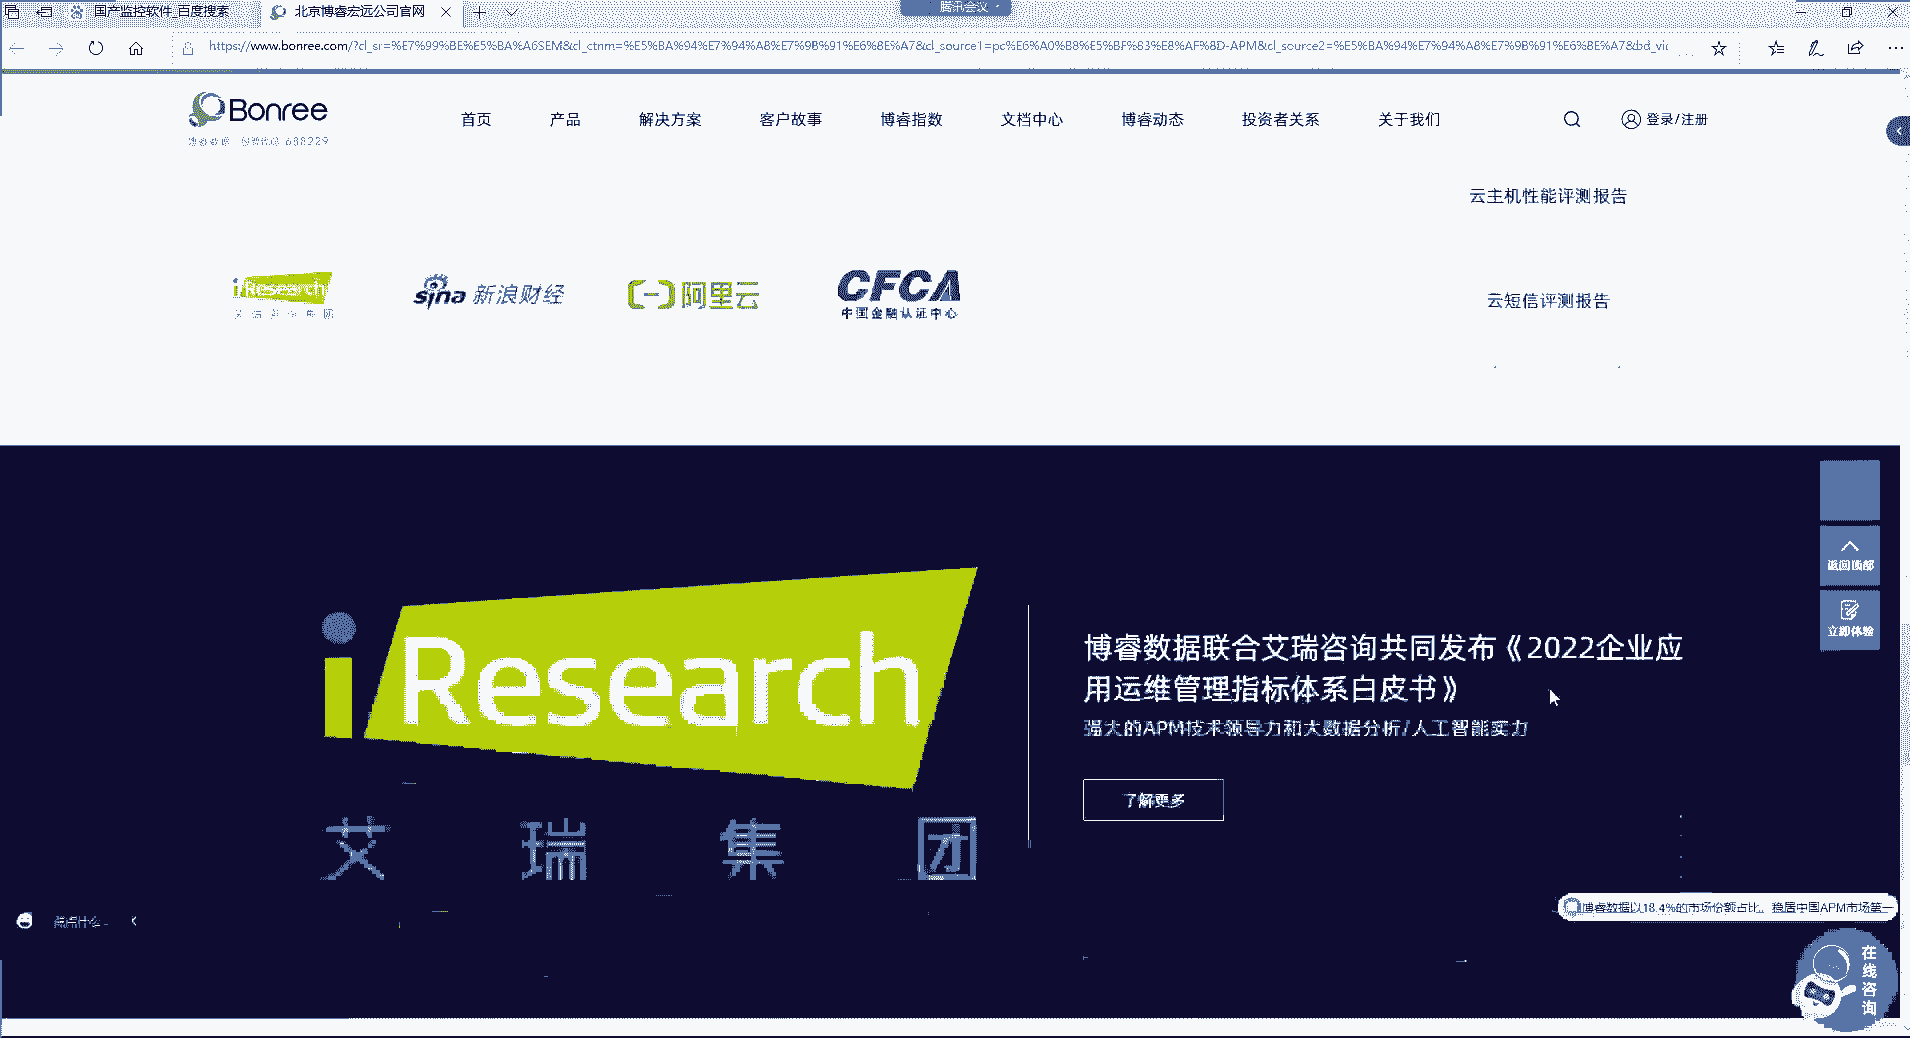 国产监控软件_百度搜索
北京博睿宏远公司官网
腾讯会议
https://www.bonree.com/?cl_sr=%E7%99%BE%E5%BA%A6SEM&cl_ctnm=%E5%BA%94%E7%94%A8%E7%9B%91%E6%8E%A7&cl_source1=pc%E6%A0%B8%E5%BF%83%E8%AF%8D-APM&cl_source2=%E5%BA%94%E7%94%A8%E7%9B%91%E6%8E%A7&bd_vic
Bonree
688229
首页 产品 解决方案 客户故事 博睿指数 文档中心 博睿动态 投资者关系 关于我们 登录/注册
云主机性能评测报告
iResearch
艾瑞咨询集团
sina 新浪财经
阿里云
CFCA
中国金融认证中心
云短信评测报告
iResearch
艾瑞集团
博睿数据联合艾瑞咨询共同发布《2022企业应
用运维管理指标体系白皮书》
强大的APM技术领导力和大数据分析/人工智能实力
了解更多
返回顶部
立即体验
博睿数据以18.4%的市场份额占比，稳居中国APM市场第一
在线咨询